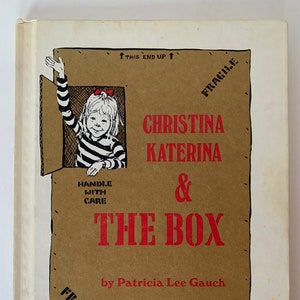 ↑ THIS END UP ↑
FRAGILE
CHRISTINA
KATERINA
&
THE BOX
HANDLE
WITH
CARE
by Patricia Lee Gauch